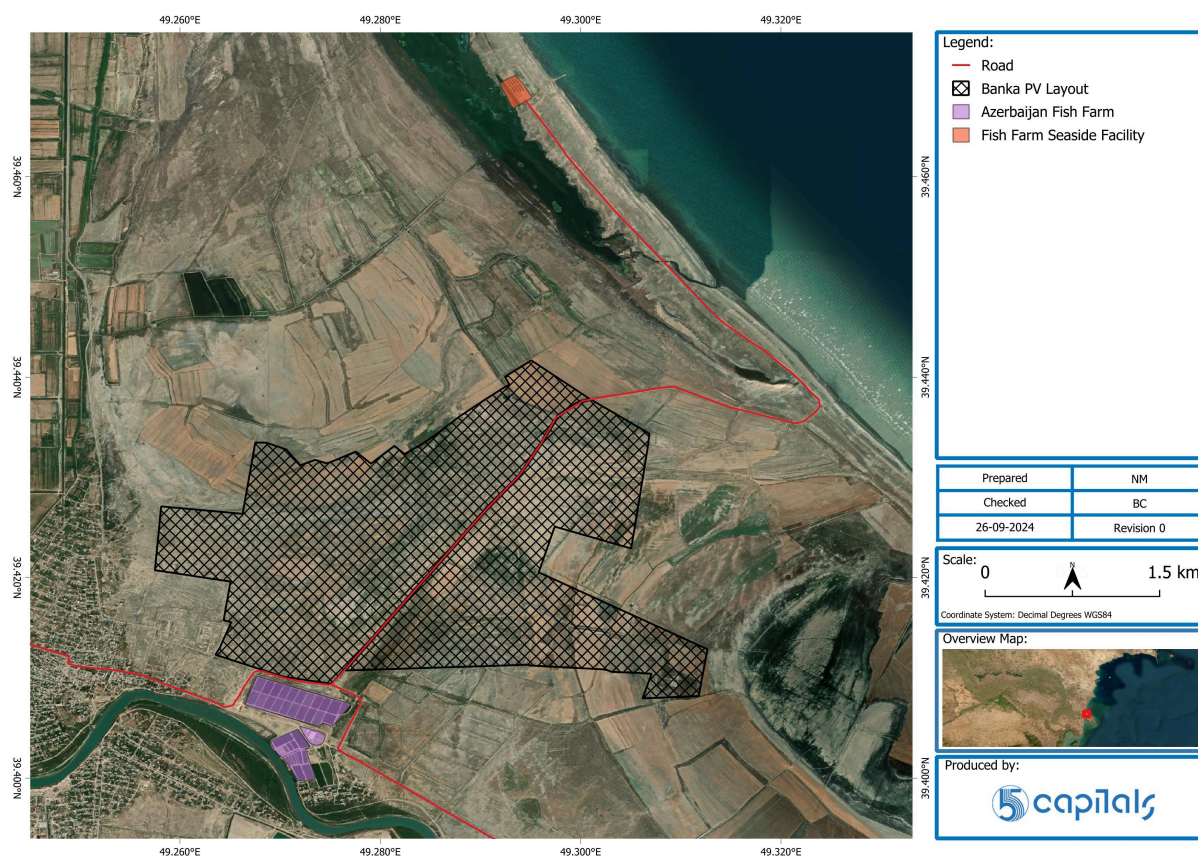 49.260°E
49.280°E
49.300°E
49.320°E
39.460°N
39.440°N
39.420°N
39.400°N
39.460°N
39.440°N
39.420°N
39.400°N
49.260°E
49.280°E
49.300°E
49.320°E
Legend:
Road
Banka PV Layout
Azerbaijan Fish Farm
Fish Farm Seaside Facility
Prepared NM
Checked BC
26-09-2024 Revision 0
Scale:
N
0 1.5 km
Coordinate System: Decimal Degrees WGS84
Overview Map:
Produced by:
5 capitals